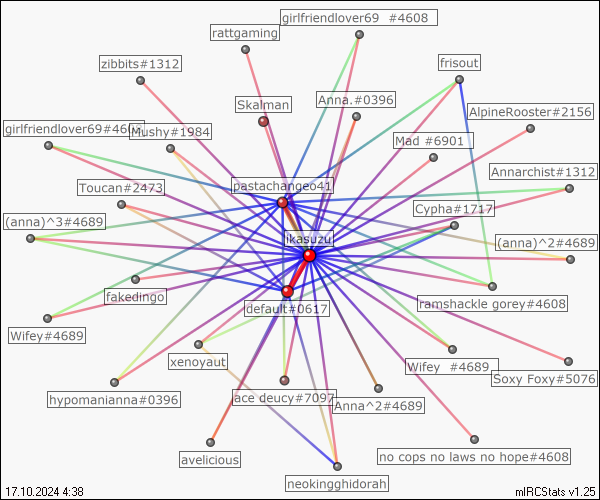 girlfriendlover69 #4608
rattgaming
zibbits#1312
frisout
Skalman
Anna.#0396
AlpineRooster#2156
girlfriendlover69#460
Mushy#1984
Mad #6901
Annarchist#1312
Toucan#2473
pastachangeo41
Cypha#1717
(anna)^3#4689
ikasuzu
(anna)^2#4689
fakedingo
ramshackle gorey#4608
default#0617
Wifey#4689
xenoyaut
Wifey #4689
Soxy Foxy#5076
hypomanianna#0396
ace deucy#7097
Anna^2#4689
avelicious
no cops no laws no hope#4608
neokingghidorah
17.10.2024 4:38
mIRCStats v1.25